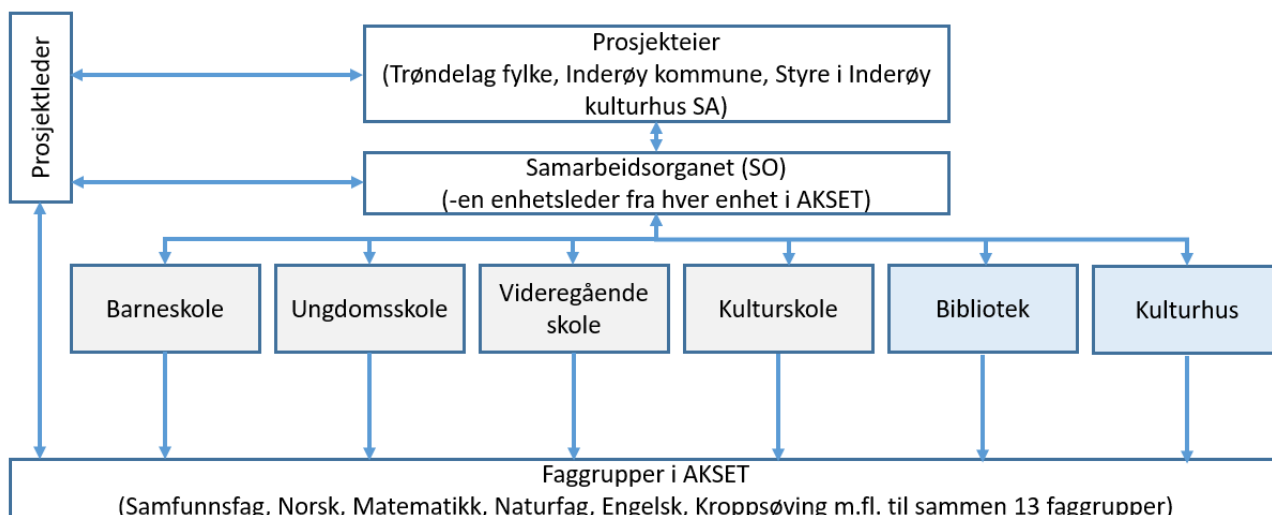 Prosjektleder
Prosjekteier
(Trøndelag fylke, Inderøy kommune, Styre i Inderøy
kulturhus SA)
Samarbeidsorganet (SO)
(-en enhetsleder fra hver enhet i AKSET)
Barneskole
Ungdomsskole
Videregående
skole
Kulturskole
Bibliotek
Kulturhus
Faggrupper i AKSET
(Samfunnsfag, Norsk, Matematikk, Naturfag, Engelsk, Kroppsøving m.fl. til sammen 13 faggrupper)